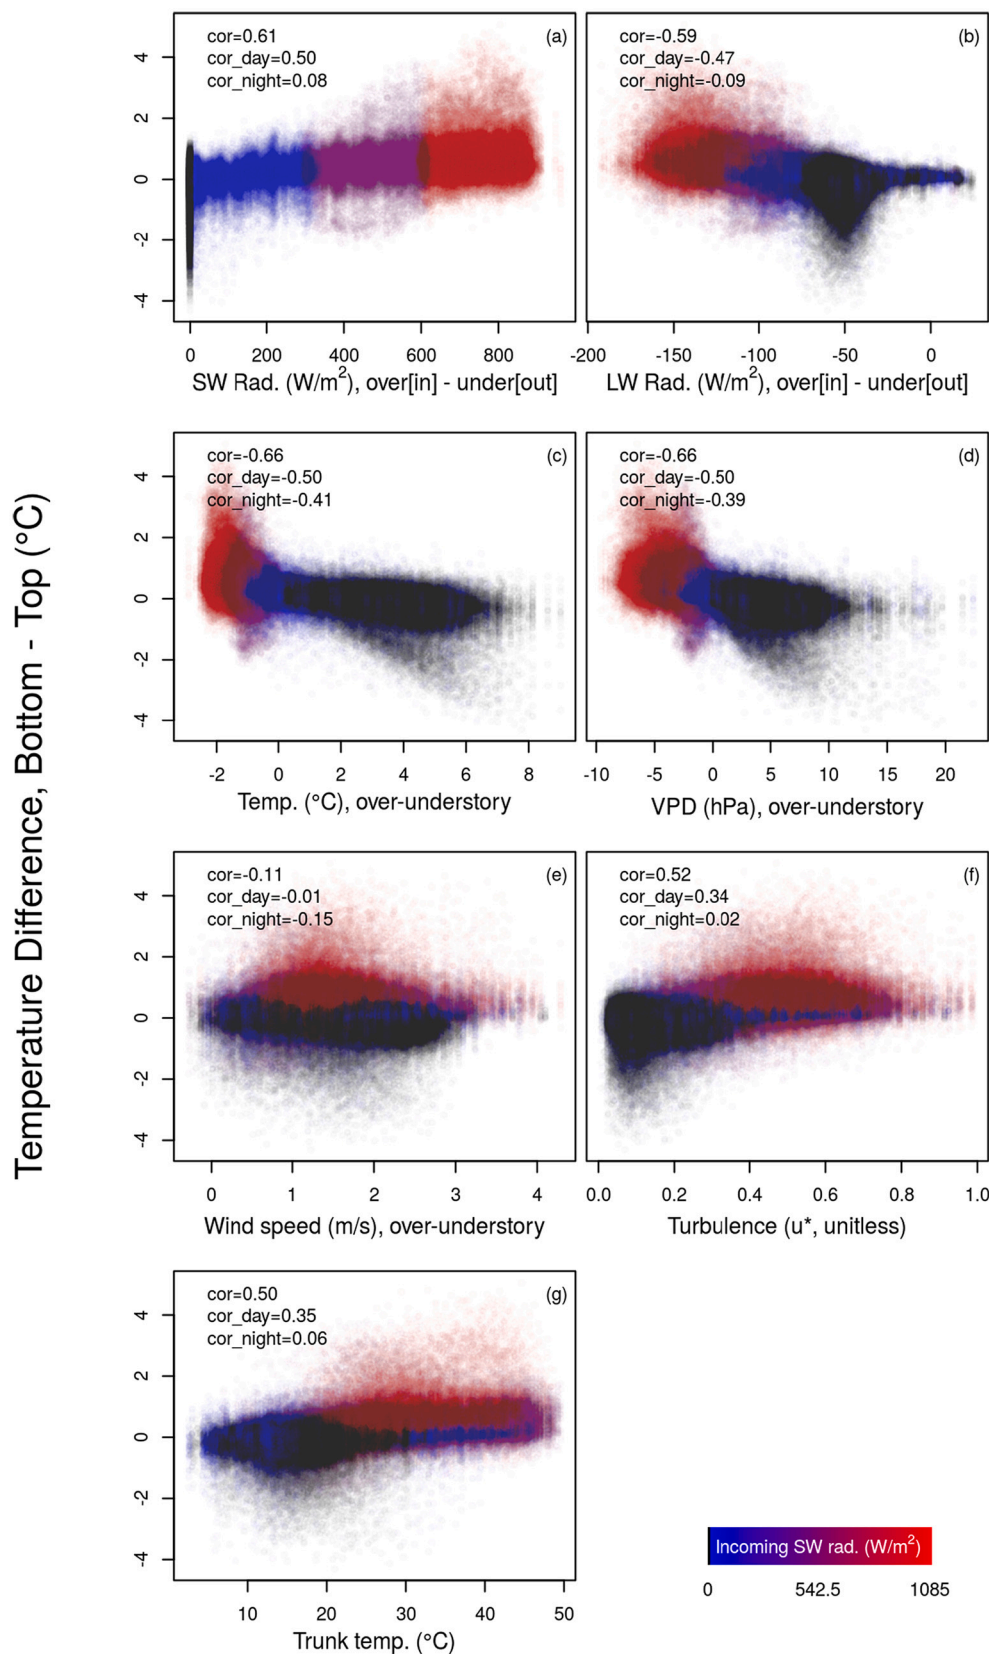 Temperature Difference, Bottom - Top (°C)
cor=0.61
cor_day=0.50
cor_night=0.08
(a)
4
2
0
-2
-4
0 200 400 600 800
SW Rad. (W/m²), over[in] - under[out]
cor=-0.59
cor_day=-0.47
cor_night=-0.09
(b)
-200 -150 -100 -50 0
LW Rad. (W/m²), over[in] - under[out]
cor=-0.66
cor_day=-0.50
cor_night=-0.41
(c)
4
2
0
-2
-4
-2 0 2 4 6 8
Temp. (°C), over-understory
cor=-0.66
cor_day=-0.50
cor_night=-0.39
(d)
-10 -5 0 5 10 15 20
VPD (hPa), over-understory
cor=-0.11
cor_day=-0.01
cor_night=-0.15
(e)
4
2
0
-2
-4
0 1 2 3 4
Wind speed (m/s), over-understory
cor=0.52
cor_day=0.34
cor_night=0.02
(f)
0.0 0.2 0.4 0.6 0.8 1.0
Turbulence (u*, unitless)
cor=0.50
cor_day=0.35
cor_night=0.06
(g)
4
2
0
-2
-4
10 20 30 40 50
Trunk temp. (°C)
Incoming SW rad. (W/m²)
0 542.5 1085